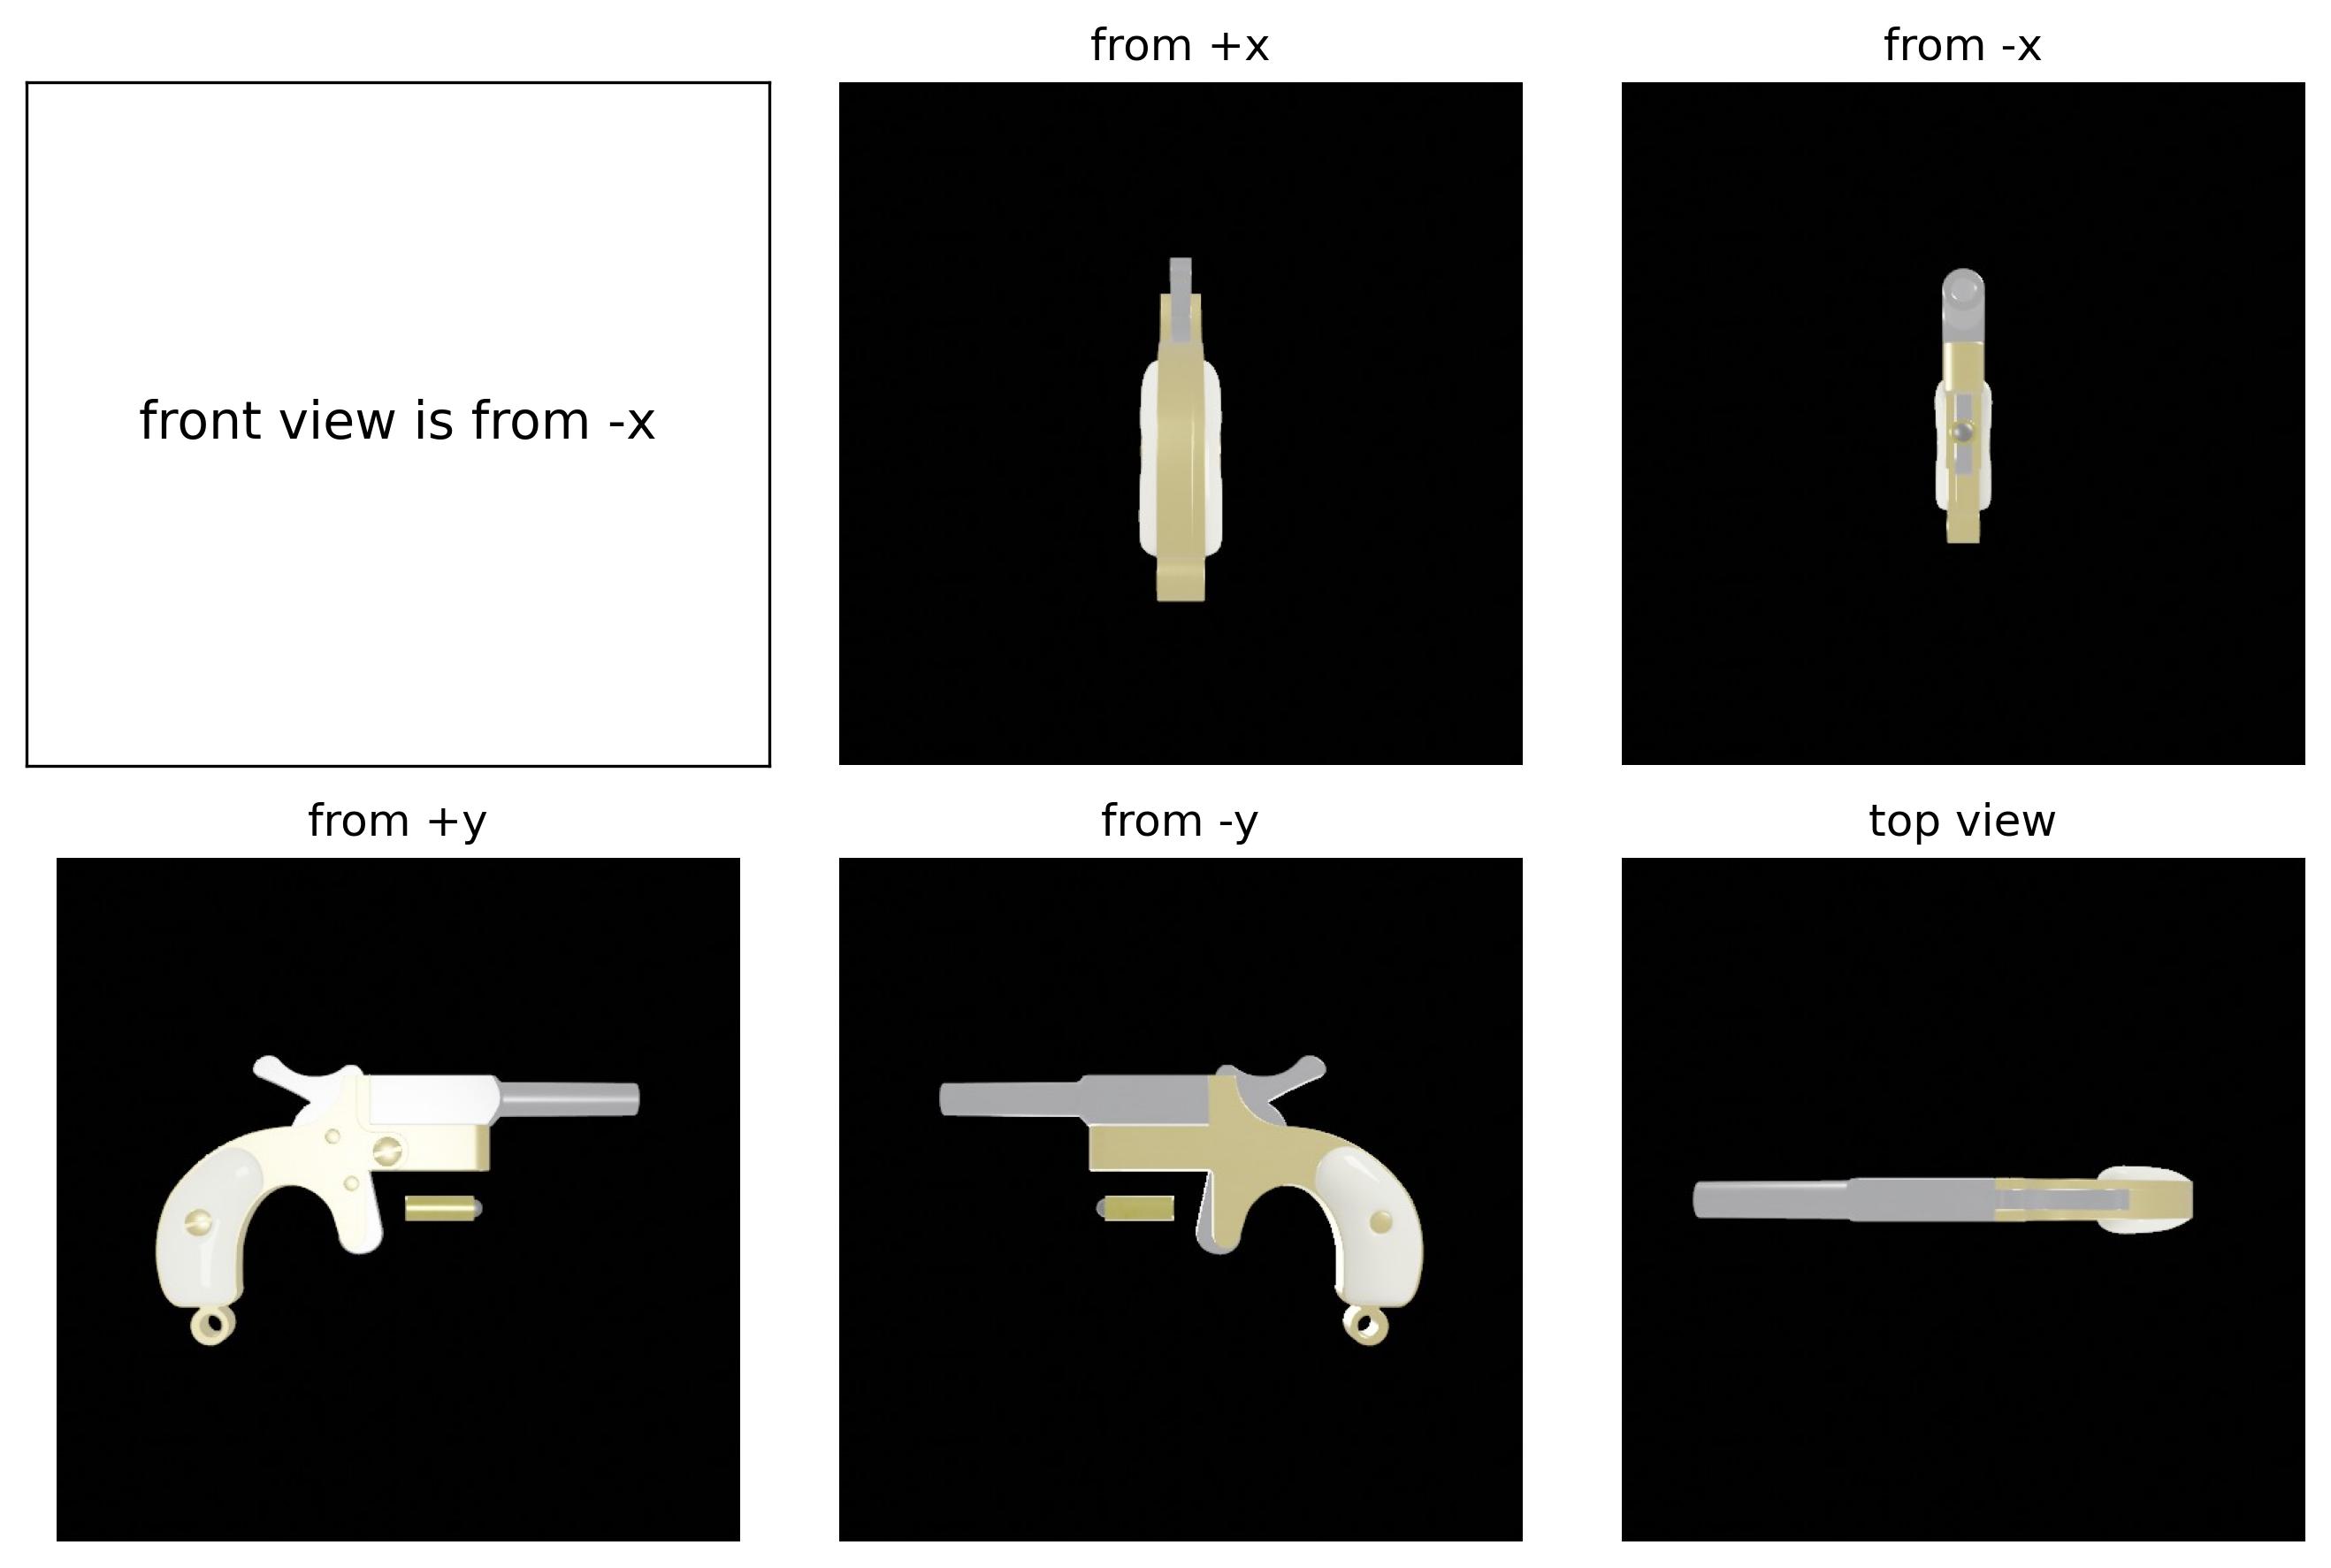 from +x
from -x
front view is from -x
from +y
from -y
top view